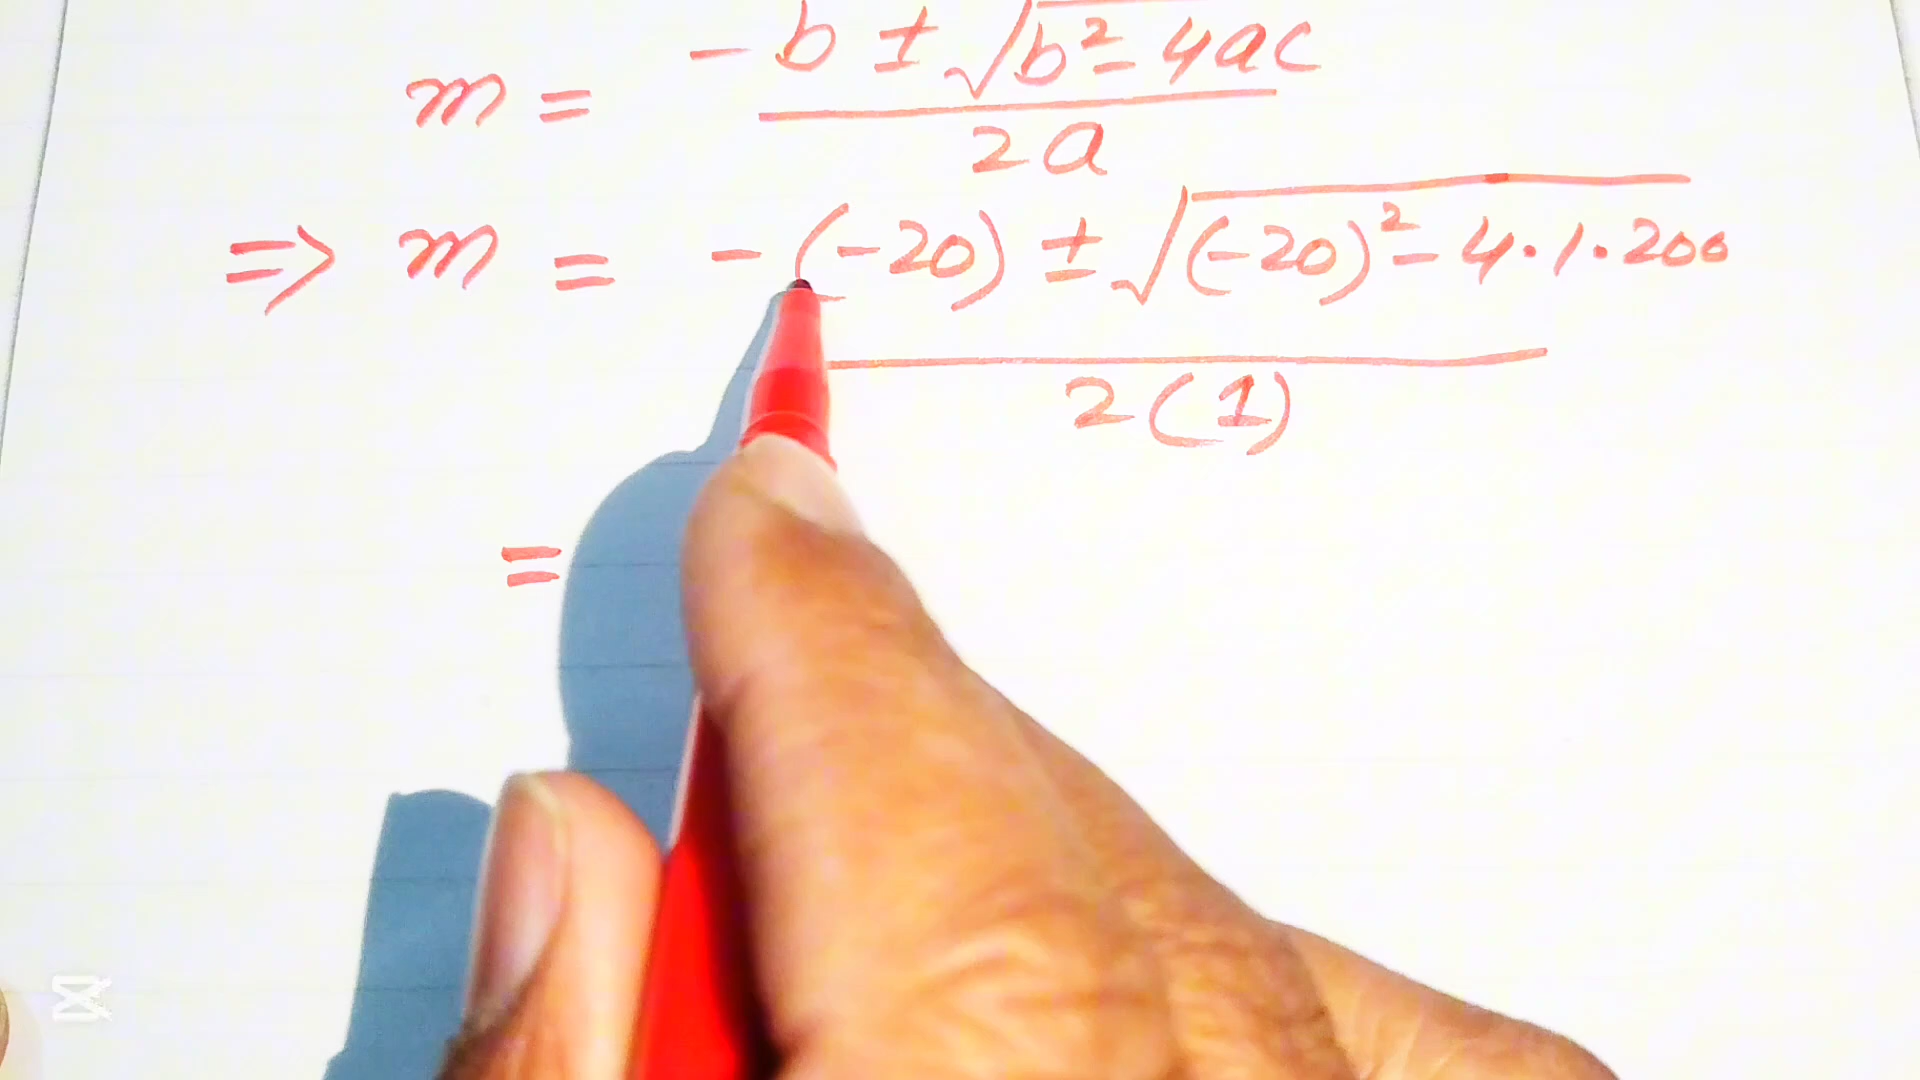 - b ± √b² - 4ac
m =
2a
=> m = -(-20) ± √(-20)² - 4·1·200
2(1)
=